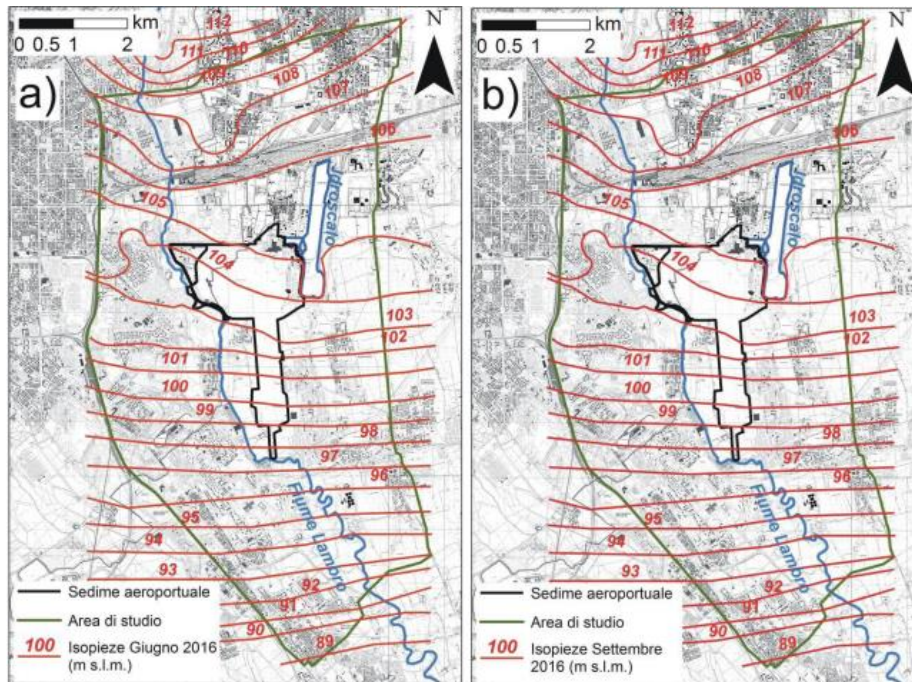 km
0 0.5 1 2
N
a)
112
111
110
109
108
107
106
105
104
103
102
101
100
99
98
97
96
95
94
93
92
91
90
89
Idroscalo
Fiume Lambro
Sedime aeroportuale
Area di studio
100 Isopieze Giugno 2016
(m s.l.m.)
km
0 0.5 1 2
N
b)
112
111
110
109
108
107
106
105
104
103
102
101
100
99
98
97
96
95
94
93
92
91
90
89
Idroscalo
Fiume Lambro
Sedime aeroportuale
Area di studio
100 Isopieze Settembre
2016 (m s.l.m.)